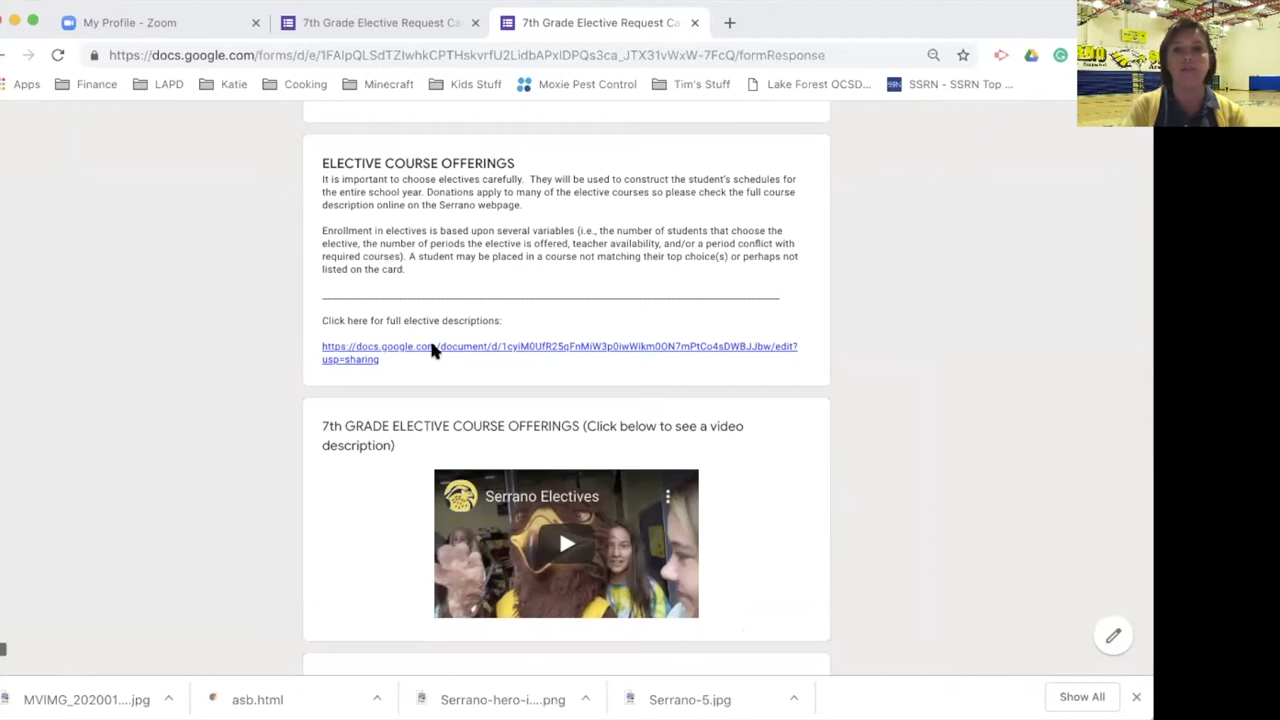 My Profile - Zoom
7th Grade Elective Request Ca
7th Grade Elective Request Ca
Apps
Finance
LAPD
Katie
Cooking
Minecraft
Kids Stuff
Moxie Pest Control
Tim's Stuff
Lake Forest OCSD...
SSRN - SSRN Top ...
ELECTIVE COURSE OFFERINGS
It is important to choose electives carefully. They will be used to construct the student's schedules for
the entire school year. Donations apply to many of the elective courses so please check the full course
description online on the Serrano webpage.
Enrollment in electives is based upon several variables (i.e., the number of students that choose the
elective, the number of periods the elective is offered, teacher availability, and/or a period conflict with
required courses). A student may be placed in a course not matching their top choice(s) or perhaps not
listed on the card.
Click here for full elective descriptions:
usp=sharing
7th GRADE ELECTIVE COURSE OFFERINGS (Click below to see a video
description)
Serrano Electives
MVIMG_202001....jpg
asb.html
Serrano-hero-i....png
Serrano-5.jpg
Show All